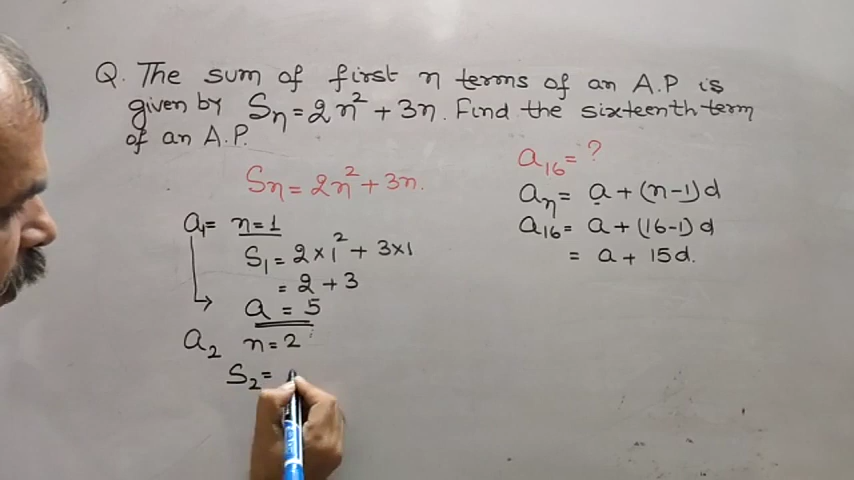 Q. The sum of first n terms of an A.P is
given by Sₙ = 2n² + 3n. Find the sixteenth term
of an A.P.
Sₙ = 2n² + 3n.
a₁ = n = 1
S₁ = 2 × 1² + 3×1
= 2 + 3
a = 5
a₂ n = 2
S₂ =
a₁₆ = ?
aₙ = a + (n-1) d
a₁₆ = a + (16-1) d
= a + 15d.